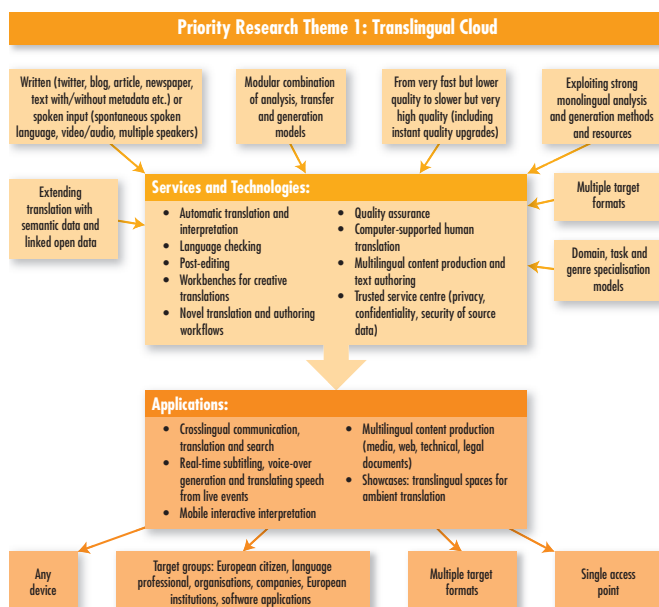 Priority Research Theme 1: Translingual Cloud
Written (twitter, blog, article, newspaper,
text with/without metadata etc.) or
spoken input (spontaneous spoken
language, video/audio, multiple speakers)
Modular combination
of analysis, transfer
and generation
models
From very fast but lower
quality to slower but very
high quality (including
instant quality upgrades)
Exploiting strong
monolingual analysis
and generation methods
and resources
Extending
translation with
semantic data and
linked open data
Services and Technologies:
• Automatic translation and
interpretation
• Language checking
• Post-editing
• Workbenches for creative
translations
• Novel translation and authoring
workflows
• Quality assurance
• Computer-supported human
translation
• Multilingual content production and
text authoring
• Trusted service centre (privacy,
confidentiality, security of source
data)
Multiple target
formats
Domain, task and
genre specialisation
models
Applications:
• Crosslingual communication,
translation and search
• Real-time subtitling, voice-over
generation and translating speech
from live events
• Mobile interactive interpretation
• Multilingual content production
(media, web, technical, legal
documents)
• Showcases: translingual spaces for
ambient translation
Any
device
Target groups: European citizen, language
professional, organisations, companies, European
institutions, software applications
Multiple target
formats
Single access
point